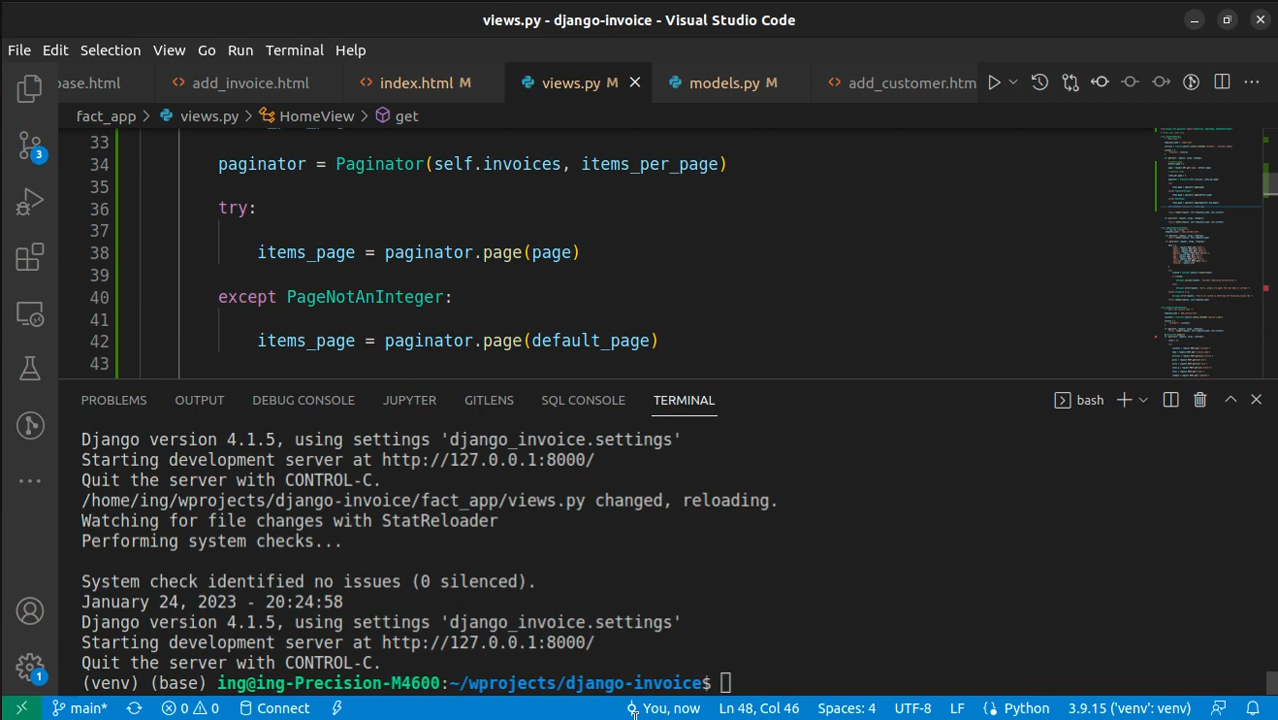 views.py - django-invoice - Visual Studio Code
File Edit Selection View Go Run Terminal Help
base.html add_invoice.html index.html M views.py M models.py M add_customer.htm
fact_app > views.py > HomeView > get
33
34 paginator = Paginator(self.invoices, items_per_page)
35
36 try:
37
38 items_page = paginator.page(page)
39
40 except PageNotAnInteger:
41
42 items_page = paginator.page(default_page)
43
PROBLEMS OUTPUT DEBUG CONSOLE JUPYTER GITLENS SQL CONSOLE TERMINAL bash
Django version 4.1.5, using settings 'django_invoice.settings'
Starting development server at http://127.0.0.1:8000/
Quit the server with CONTROL-C.
/home/ing/wprojects/django-invoice/fact_app/views.py changed, reloading.
Watching for file changes with StatReloader
Performing system checks...
System check identified no issues (0 silenced).
January 24, 2023 - 20:24:58
Django version 4.1.5, using settings 'django_invoice.settings'
Starting development server at http://127.0.0.1:8000/
Quit the server with CONTROL-C.
(venv) (base) ing@ing-Precision-M4600:~/wprojects/django-invoice$
3
1
main* 0 0 Connect You, now Ln 48, Col 46 Spaces: 4 UTF-8 LF Python 3.9.15 ('venv': venv)